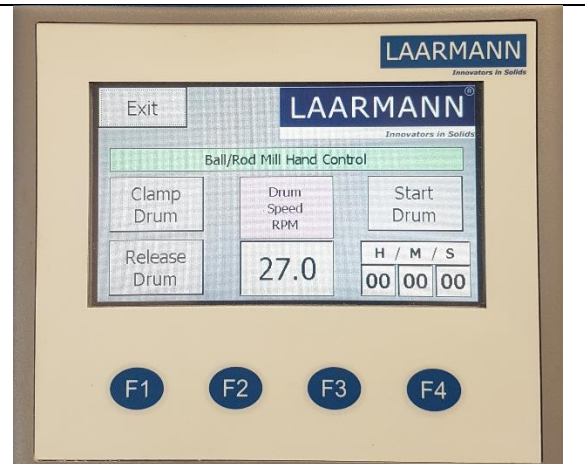 LAARMANN
Innovators in Solids
Exit
LAARMANN®
Innovators in Solids
Ball/Rod Mill Hand Control
Clamp
Drum
Drum
Speed
RPM
Start
Drum
Release
Drum
27.0
H / M / S
00 00 00
F1 F2 F3 F4